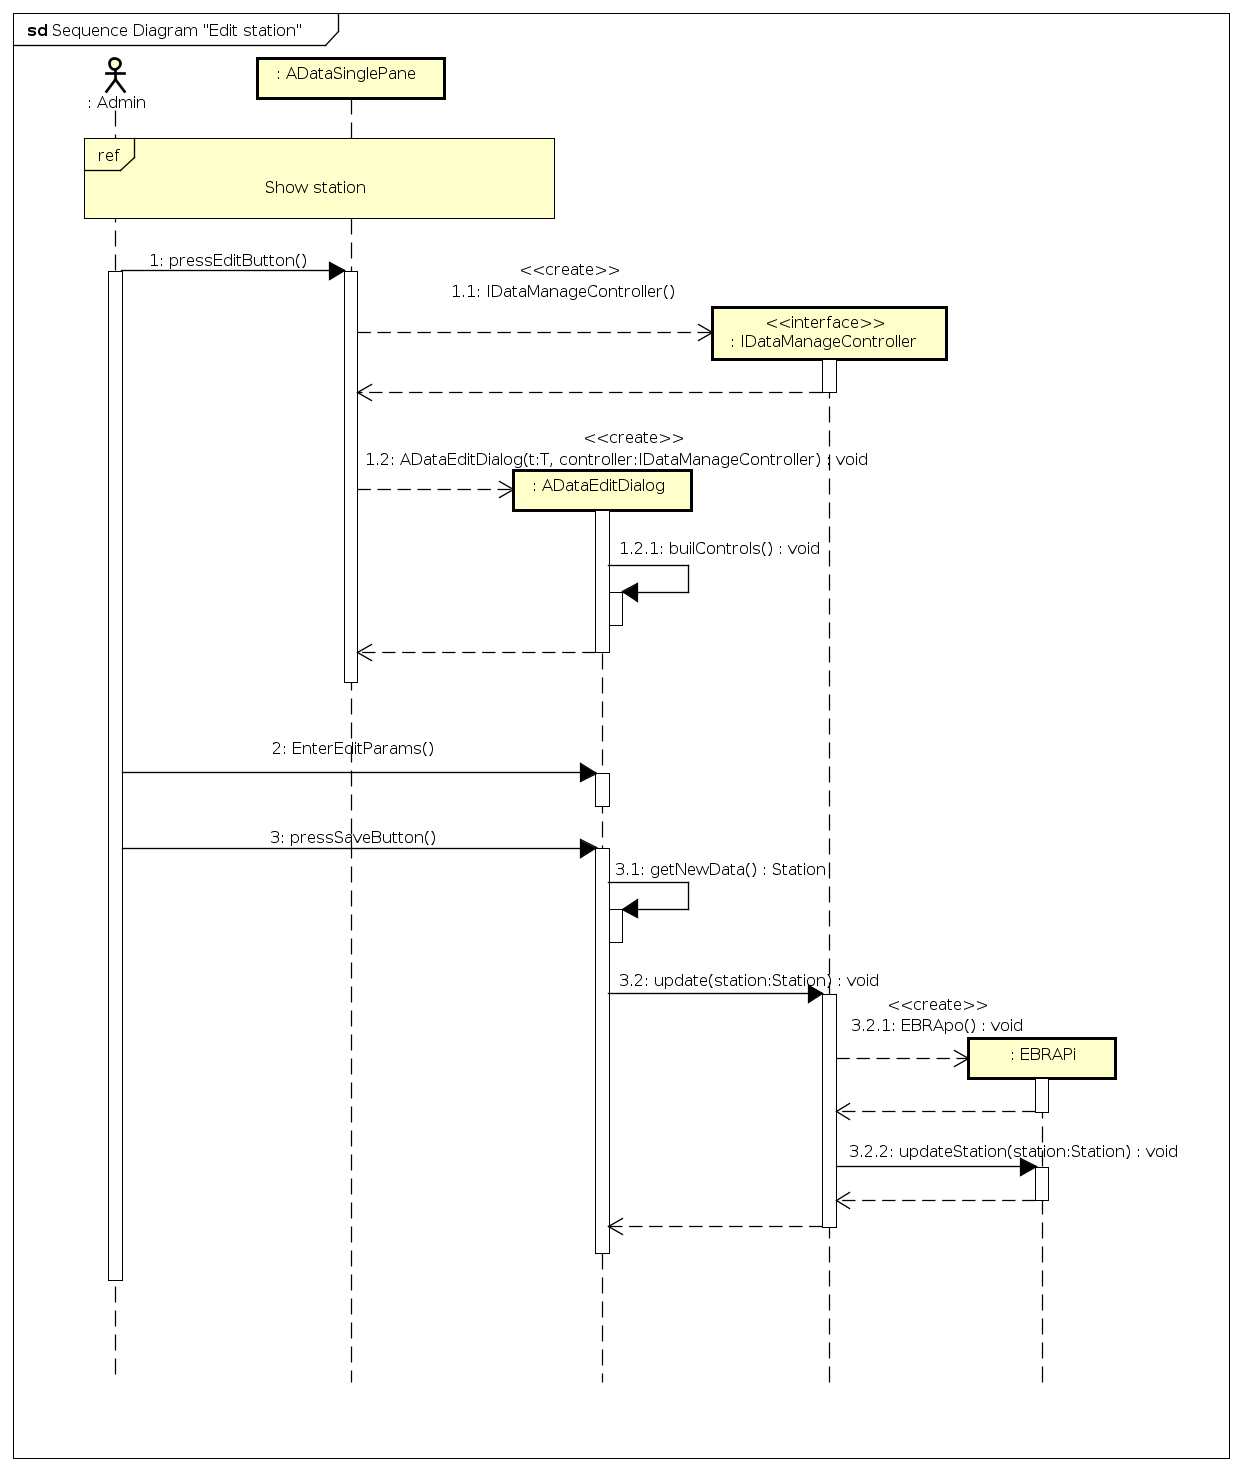 sd Sequence Diagram "Edit station"
: Admin
: ADataSinglePane
ref
Show station
1: pressEditButton()
<<create>>
1.1: IDataManageController()
<<interface>>
: IDataManageController
<<create>>
1.2: ADataEditDialog(t:T, controller:IDataManageController) : void
: ADataEditDialog
1.2.1: builControls() : void
2: EnterEditParams()
3: pressSaveButton()
3.1: getNewData() : Station
3.2: update(station:Station) : void
<<create>>
3.2.1: EBRApo() : void
: EBRAPi
3.2.2: updateStation(station:Station) : void